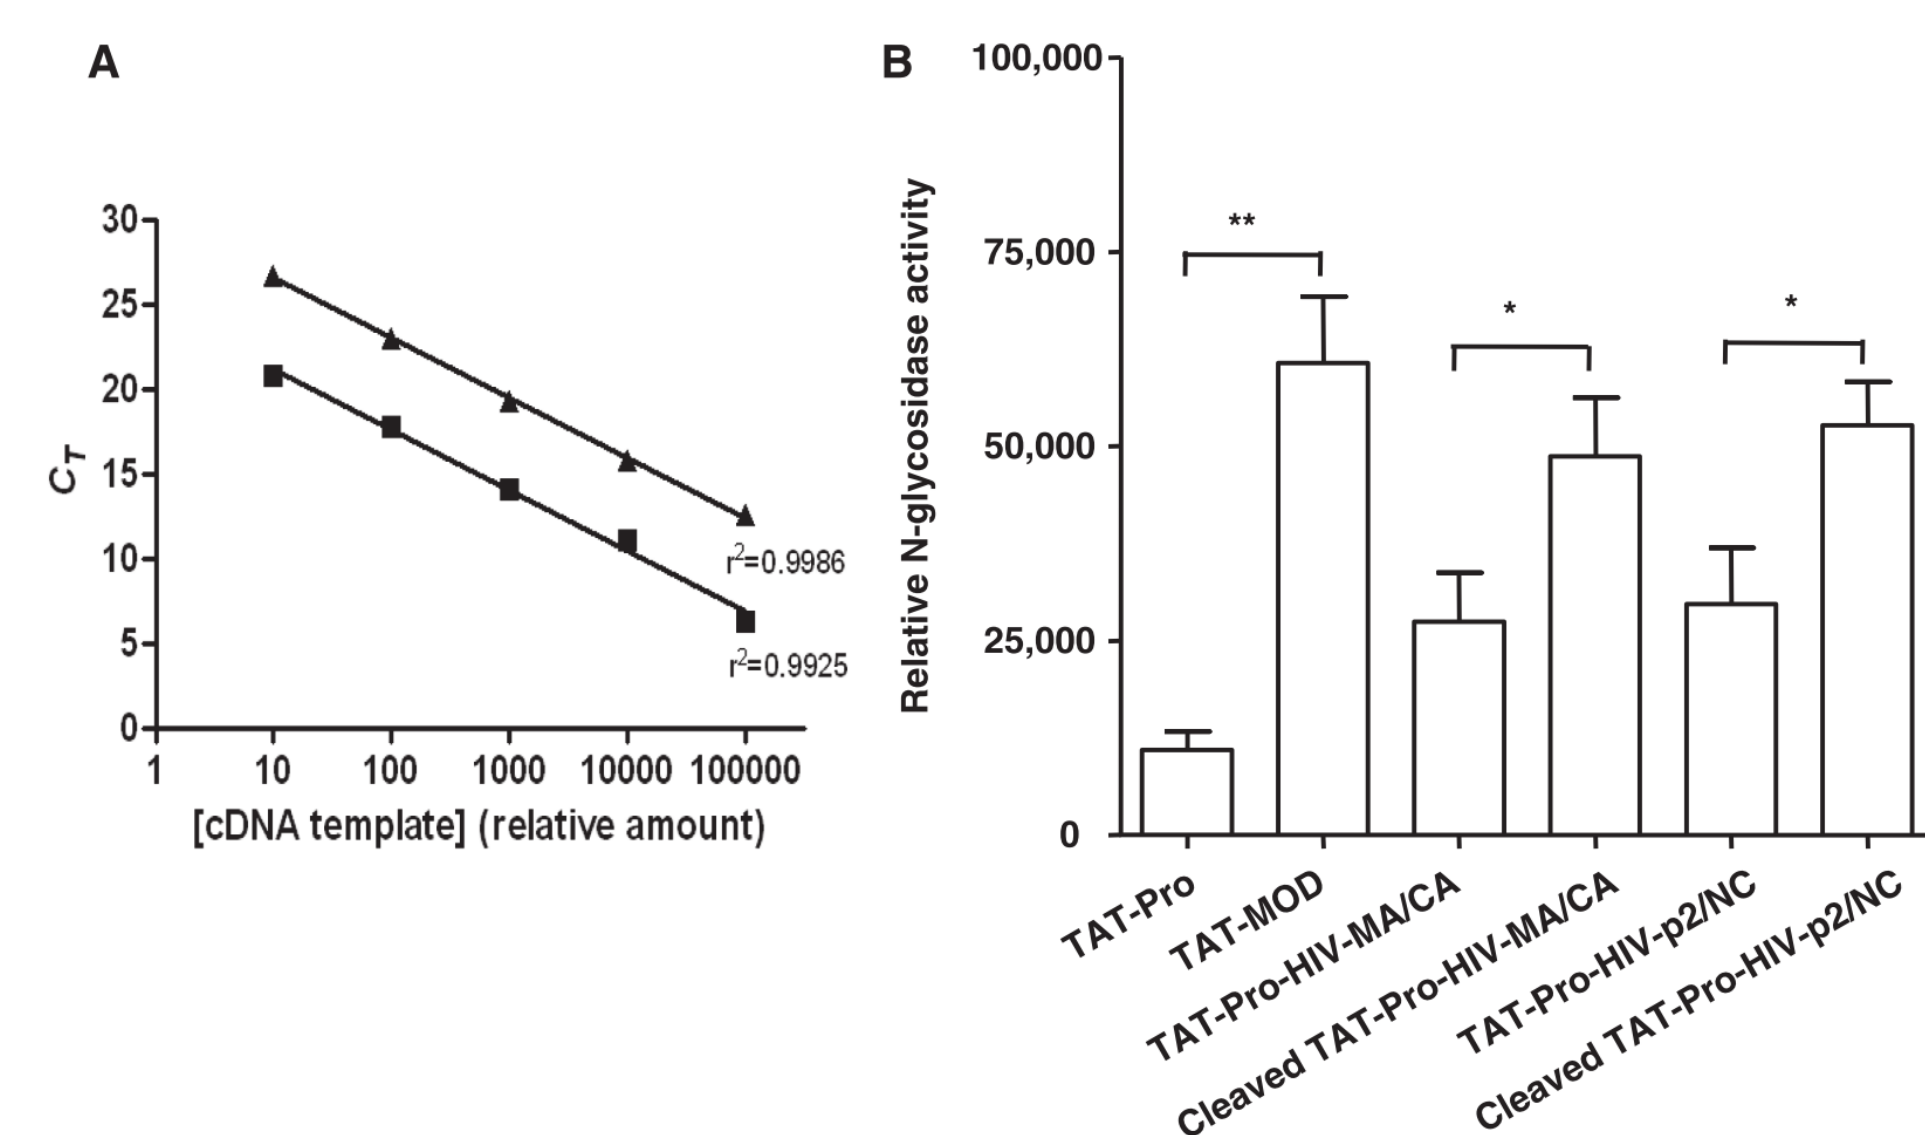 A
30
25
20
15
10
5
0
C_T
1 10 100 1000 10000 100000
[cDNA template] (relative amount)
r²=0.9986
r²=0.9925
B
100,000
75,000
50,000
25,000
0
Relative N-glycosidase activity
**
*
*
TAT-Pro
TAT-MOD
TAT-Pro-HIV-MA/CA
Cleaved TAT-Pro-HIV-MA/CA
TAT-Pro-HIV-p2/NC
Cleaved TAT-Pro-HIV-p2/NC